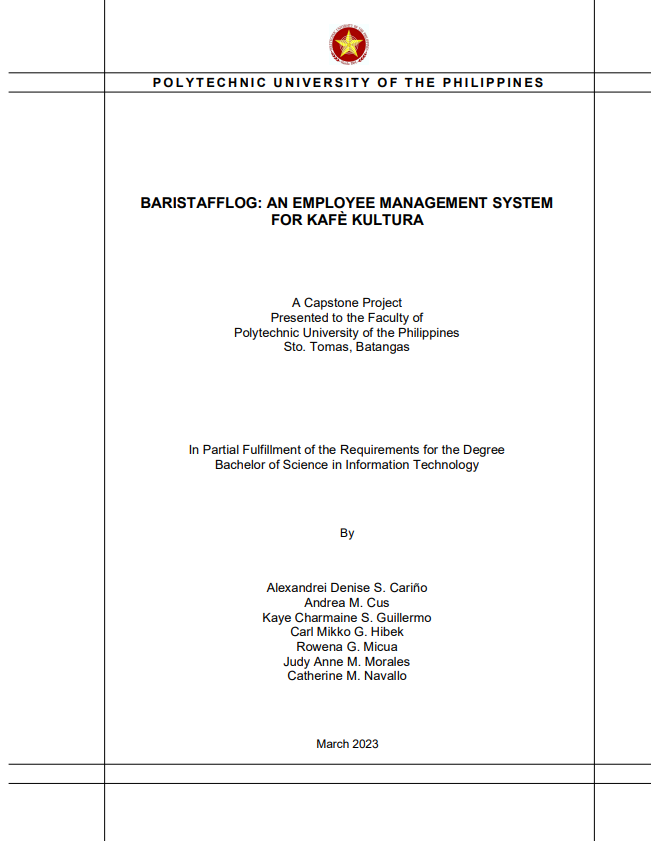 POLYTECHNIC UNIVERSITY OF THE PHILIPPINES
BARISTAFFLOG: AN EMPLOYEE MANAGEMENT SYSTEM
FOR KAFÈ KULTURA
A Capstone Project
Presented to the Faculty of
Polytechnic University of the Philippines
Sto. Tomas, Batangas
In Partial Fulfillment of the Requirements for the Degree
Bachelor of Science in Information Technology
By
Alexandrei Denise S. Cariño
Andrea M. Cus
Kaye Charmaine S. Guillermo
Carl Mikko G. Hibek
Rowena G. Micua
Judy Anne M. Morales
Catherine M. Navallo
March 2023